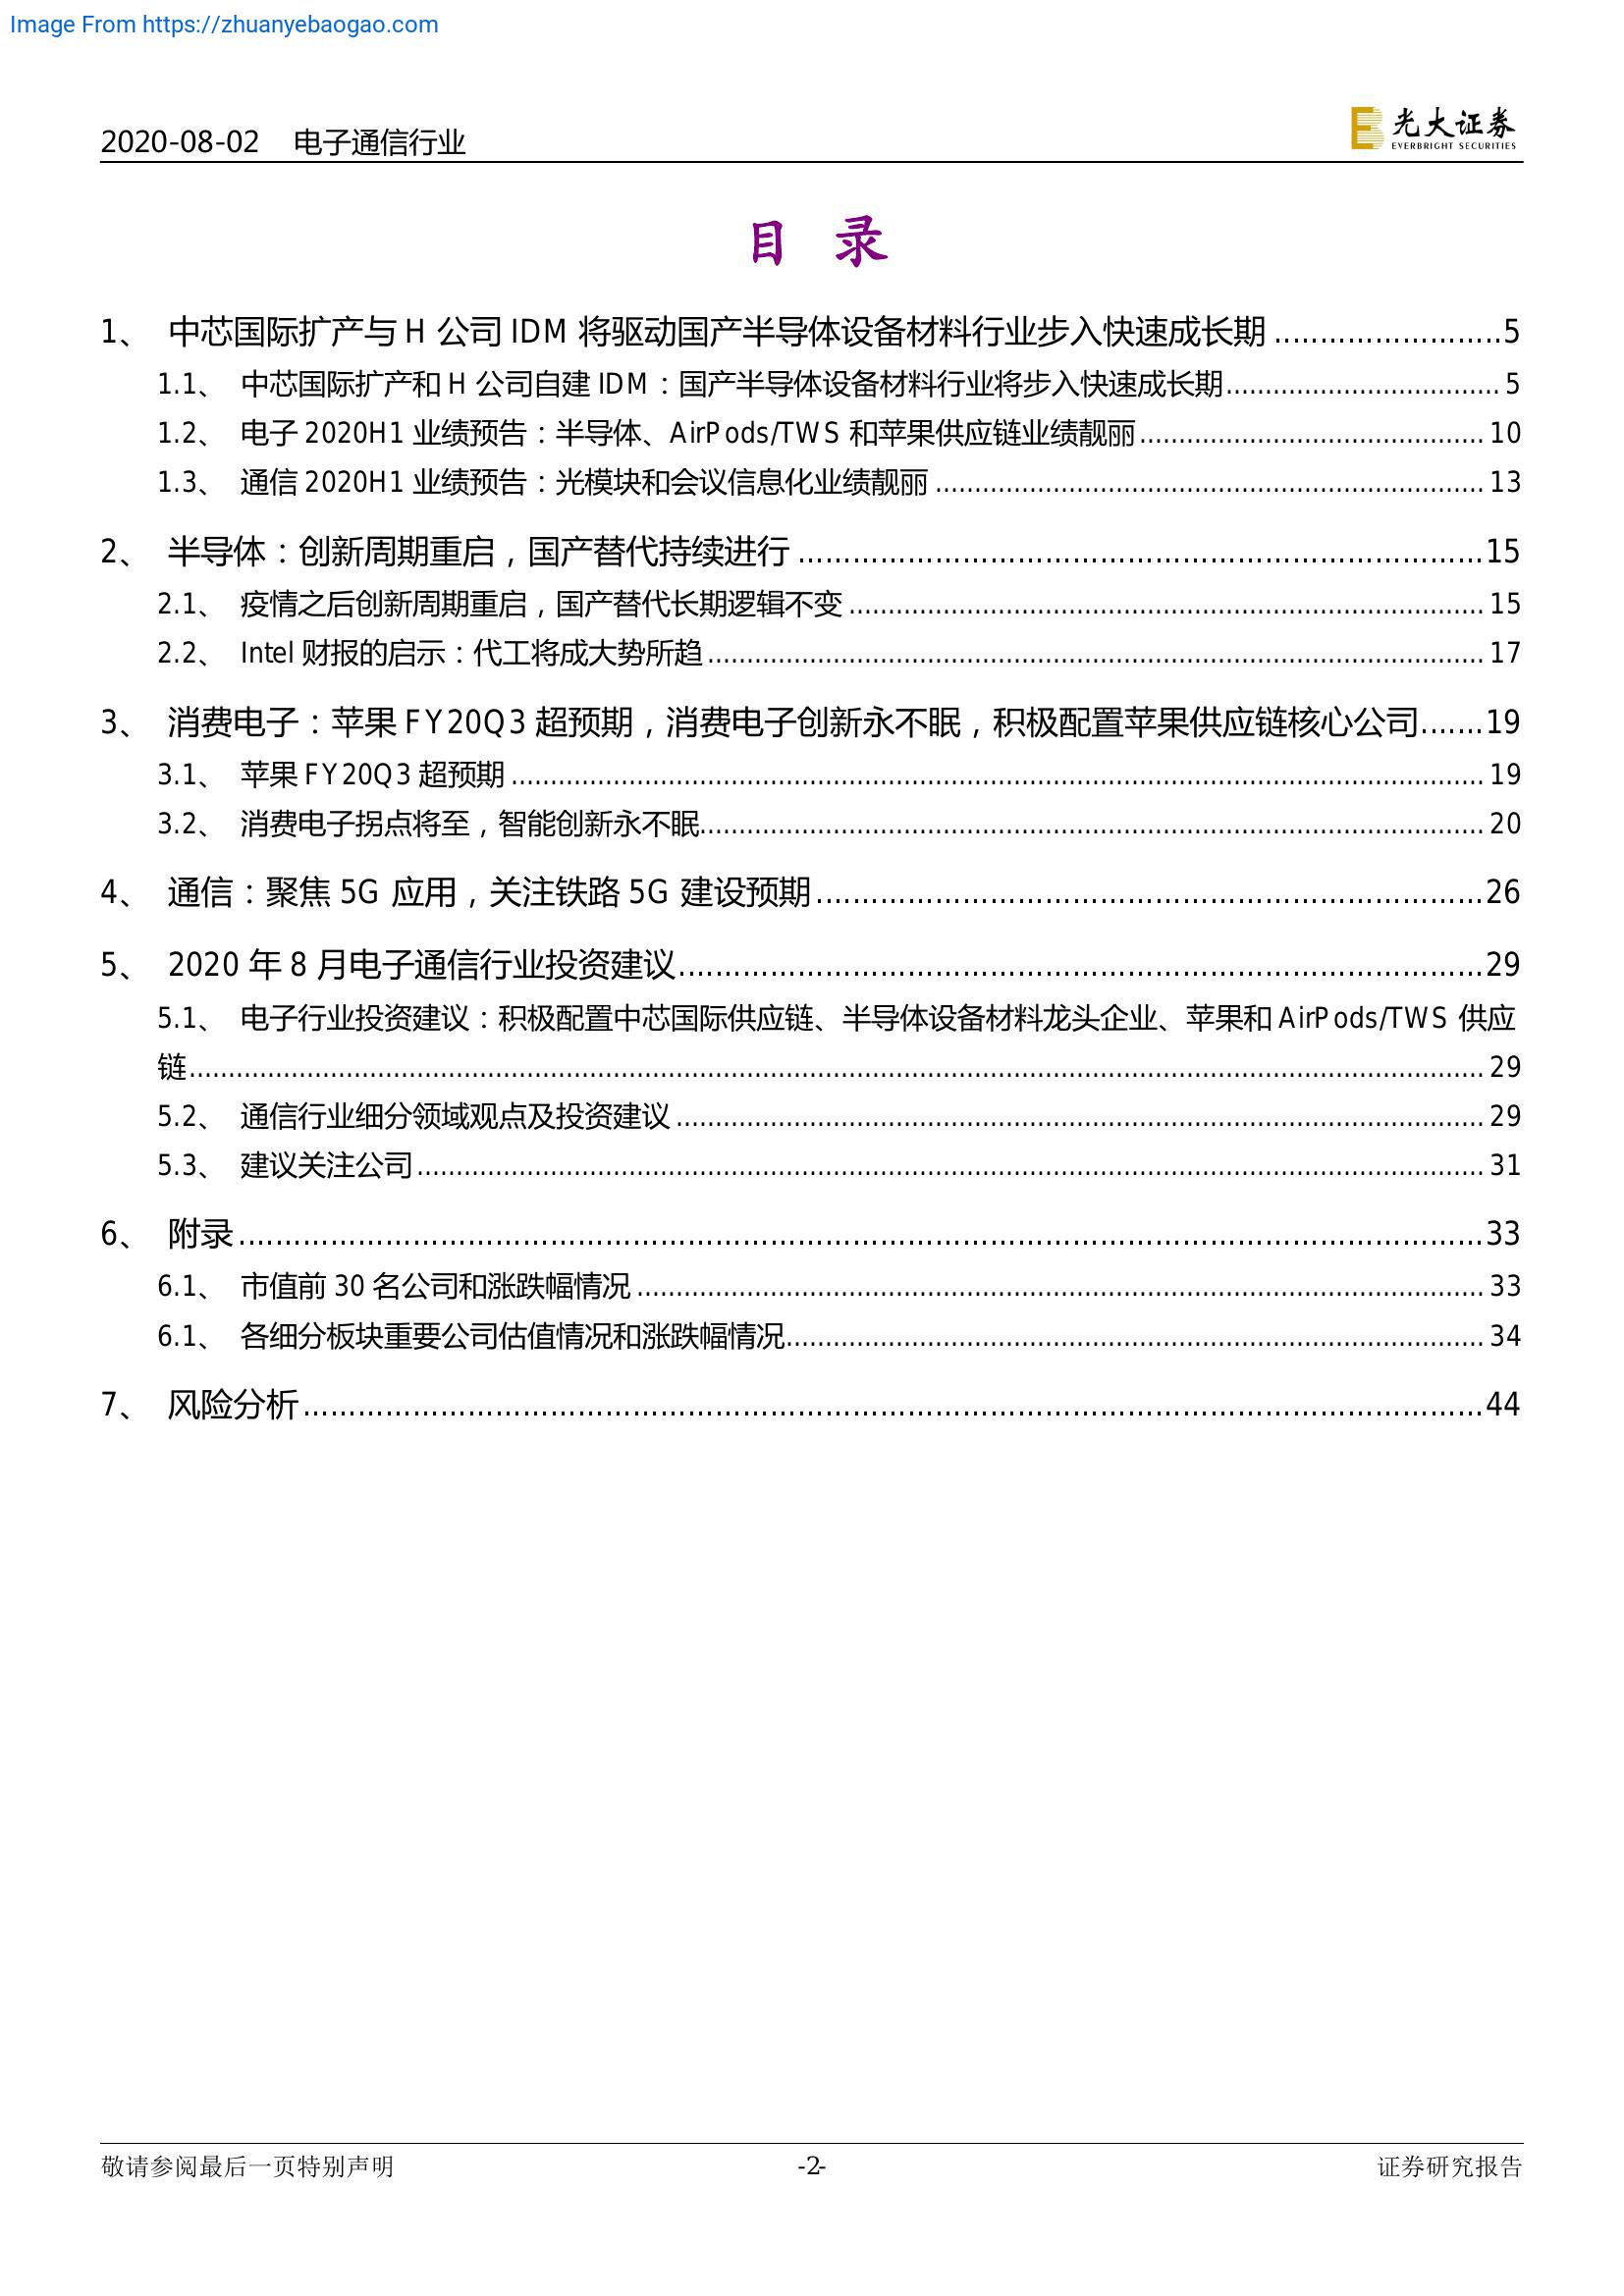 Image From https://zhuanyebaogao.com
2020-08-02 电子通信行业
光大证券
EVERBRIGHT SECURITIES
目 录
1、 中芯国际扩产与 H 公司 IDM 将驱动国产半导体设备材料行业步入快速成长期 ........................5
1.1、 中芯国际扩产和 H 公司自建 IDM：国产半导体设备材料行业将步入快速成长期................................... 5
1.2、 电子 2020H1 业绩预告：半导体、AirPods/TWS 和苹果供应链业绩靓丽............................................ 10
1.3、 通信 2020H1 业绩预告：光模块和会议信息化业绩靓丽 ...................................................................... 13
2、 半导体：创新周期重启，国产替代持续进行 ..........................................................................15
2.1、 疫情之后创新周期重启，国产替代长期逻辑不变 ................................................................................. 15
2.2、 Intel 财报的启示：代工将成大势所趋................................................................................................... 17
3、 消费电子：苹果 FY20Q3 超预期，消费电子创新永不眠，积极配置苹果供应链核心公司.......19
3.1、 苹果 FY20Q3 超预期 ............................................................................................................................ 19
3.2、 消费电子拐点将至，智能创新永不眠.................................................................................................... 20
4、 通信：聚焦 5G 应用，关注铁路 5G 建设预期........................................................................26
5、 2020 年 8 月电子通信行业投资建议.......................................................................................29
5.1、 电子行业投资建议：积极配置中芯国际供应链、半导体设备材料龙头企业、苹果和 AirPods/TWS 供应
链..................................................................................................................................................................... 29
5.2、 通信行业细分领域观点及投资建议 ....................................................................................................... 29
5.3、 建议关注公司 ........................................................................................................................................ 31
6、 附录.......................................................................................................................................33
6.1、 市值前 30 名公司和涨跌幅情况 ............................................................................................................ 33
6.1、 各细分板块重要公司估值情况和涨跌幅情况......................................................................................... 34
7、 风险分析................................................................................................................................44
敬请参阅最后一页特别声明 -2- 证券研究报告